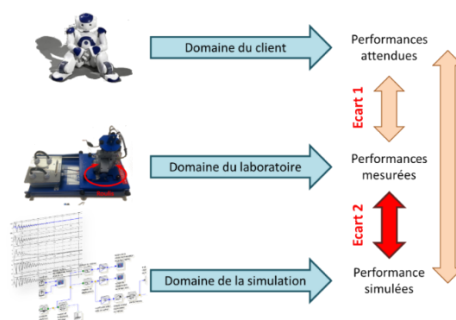 Domaine du client
Performances
attendues
Ecart 1
Domaine du laboratoire
Performances
mesurées
Ecart 2
Domaine de la simulation
Performance
simulées